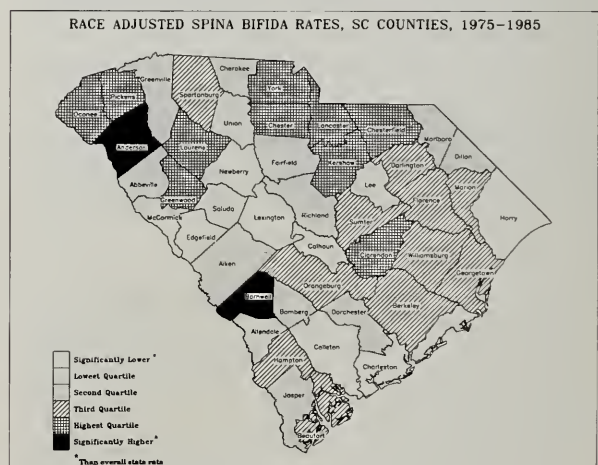 RACE ADJUSTED SPINA BIFIDA RATES, SC COUNTIES, 1975-1985
Cherokee
Greenville
York
Spartanburg
Pickens
Oconee
Union
Chester
Lancaster
Chesterfield
Marlboro
Anderson
Laurens
Dillon
Kershaw
Darlington
Fairfield
Newberry
Lee
Marion
Abbeville
Florence
Greenwood
Saluda
Horry
McCormick
Lexington
Richland
Sumter
Edgefield
Calhoun
Clarendon
Williamsburg
Aiken
Georgetown
Orangeburg
Barnwell
Berkeley
Bamberg
Dorchester
Allendale
Colleton
Hampton
Charleston
Jasper
Beaufort
Significantly Lower *
Lowest Quartile
Second Quartile
Third Quartile
Highest Quartile
Significantly Higher *
* Than overall state rate